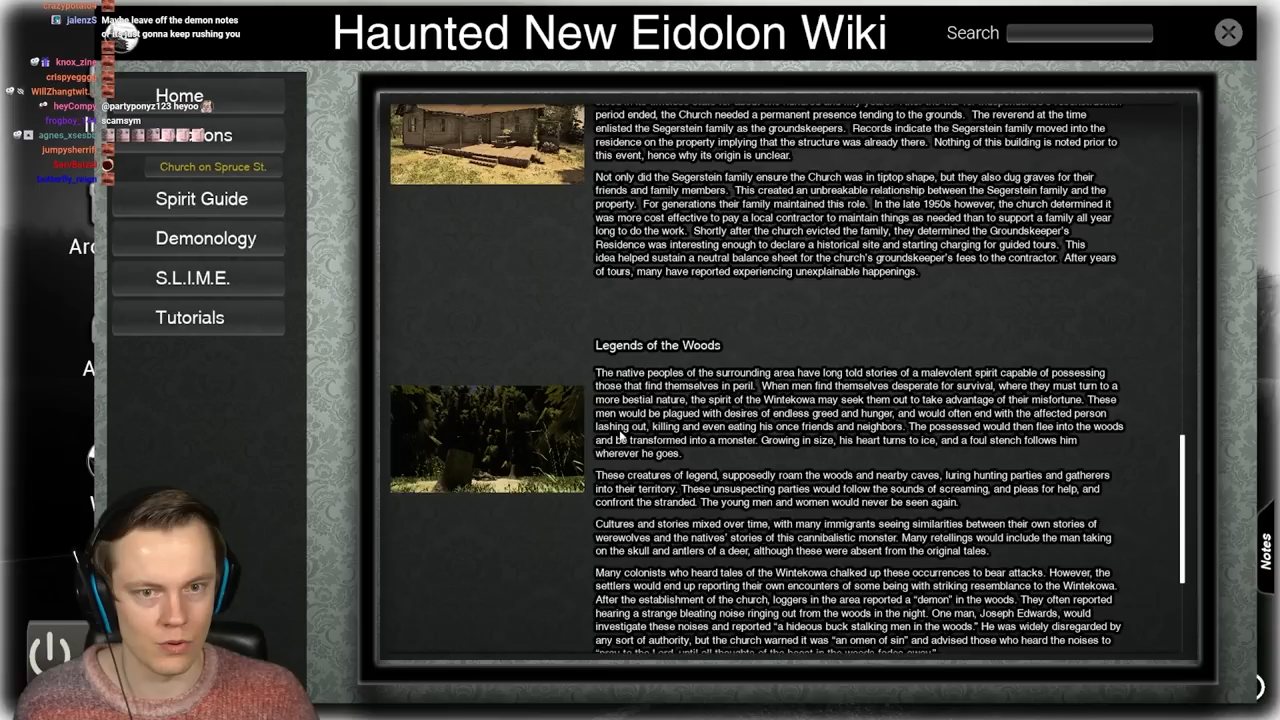 Haunted New Eidolon Wiki
Search
jalenzS Maybe leave off the demon notes
or its just gonna keep rushing you
knox_zine
crispyeggg
WillZhangtwit..
heyCompy @partyponyz123 heyoo
scamsym
agnes_xsesb
jumpysherrif
Home
Church on Spruce St.
Spirit Guide
Demonology
S.L.I.M.E.
Tutorials
period ended, the Church needed a permanent presence tending to the grounds. The reverend at the time
enlisted the Segerstein family as the groundskeepers. Records indicate the Segerstein family moved into the
residence on the property implying that the structure was already there. Nothing of this building is noted prior to
this event, hence why its origin is unclear.
Not only did the Segerstein family ensure the Church was in tiptop shape, but they also dug graves for their
friends and family members. This created an unbreakable relationship between the Segerstein family and the
property. For generations their family maintained this role. In the late 1950s however, the church determined it
was more cost effective to pay a local contractor to maintain things as needed than to support a family all year
long to do the work. Shortly after the church evicted the family, they determined the Groundskeeper's
Residence was interesting enough to declare a historical site and starting charging for guided tours. This
idea helped sustain a neutral balance sheet for the church's groundskeeper's fees to the contractor. After years
of tours, many have reported experiencing unexplainable happenings.
Legends of the Woods
The native peoples of the surrounding area have long told stories of a malevolent spirit capable of possessing
those that find themselves in peril. When men find themselves desperate for survival, where they must turn to a
more bestial nature, the spirit of the Wintekowa may seek them out to take advantage of their misfortune. These
men would be plagued with desires of endless greed and hunger, and would often end with the affected person
lashing out, killing and even eating his once friends and neighbors. The possessed would then flee into the woods
and be transformed into a monster. Growing in size, his heart turns to ice, and a foul stench follows him
wherever he goes.
These creatures of legend, supposedly roam the woods and nearby caves, luring hunting parties and gatherers
into their territory. These unsuspecting parties would follow the sounds of screaming, and pleas for help, and
confront the stranded. The young men and women would never be seen again.
Cultures and stories mixed over time, with many immigrants seeing similarities between their own stories of
werewolves and the natives' stories of this cannibalistic monster. Many retellings would include the man taking
on the skull and antlers of a deer, although these were absent from the original tales.
Many colonists who heard tales of the Wintekowa chalked up these occurrences to bear attacks. However, the
settlers would end up reporting their own encounters of some being with striking resemblance to the Wintekowa.
After the establishment of the church, loggers in the area reported a "demon" in the woods. They often reported
hearing a strange bleating noise ringing out from the woods in the night. One man, Joseph Edwards, would
investigate these noises and reported "a hideous buck stalking men in the woods." He was widely disregarded by
any sort of authority, but the church warned it was "an omen of sin" and advised those who heard the noises to
"pray to the Lord, until all thoughts of the beast in the woods fades away."
Notes